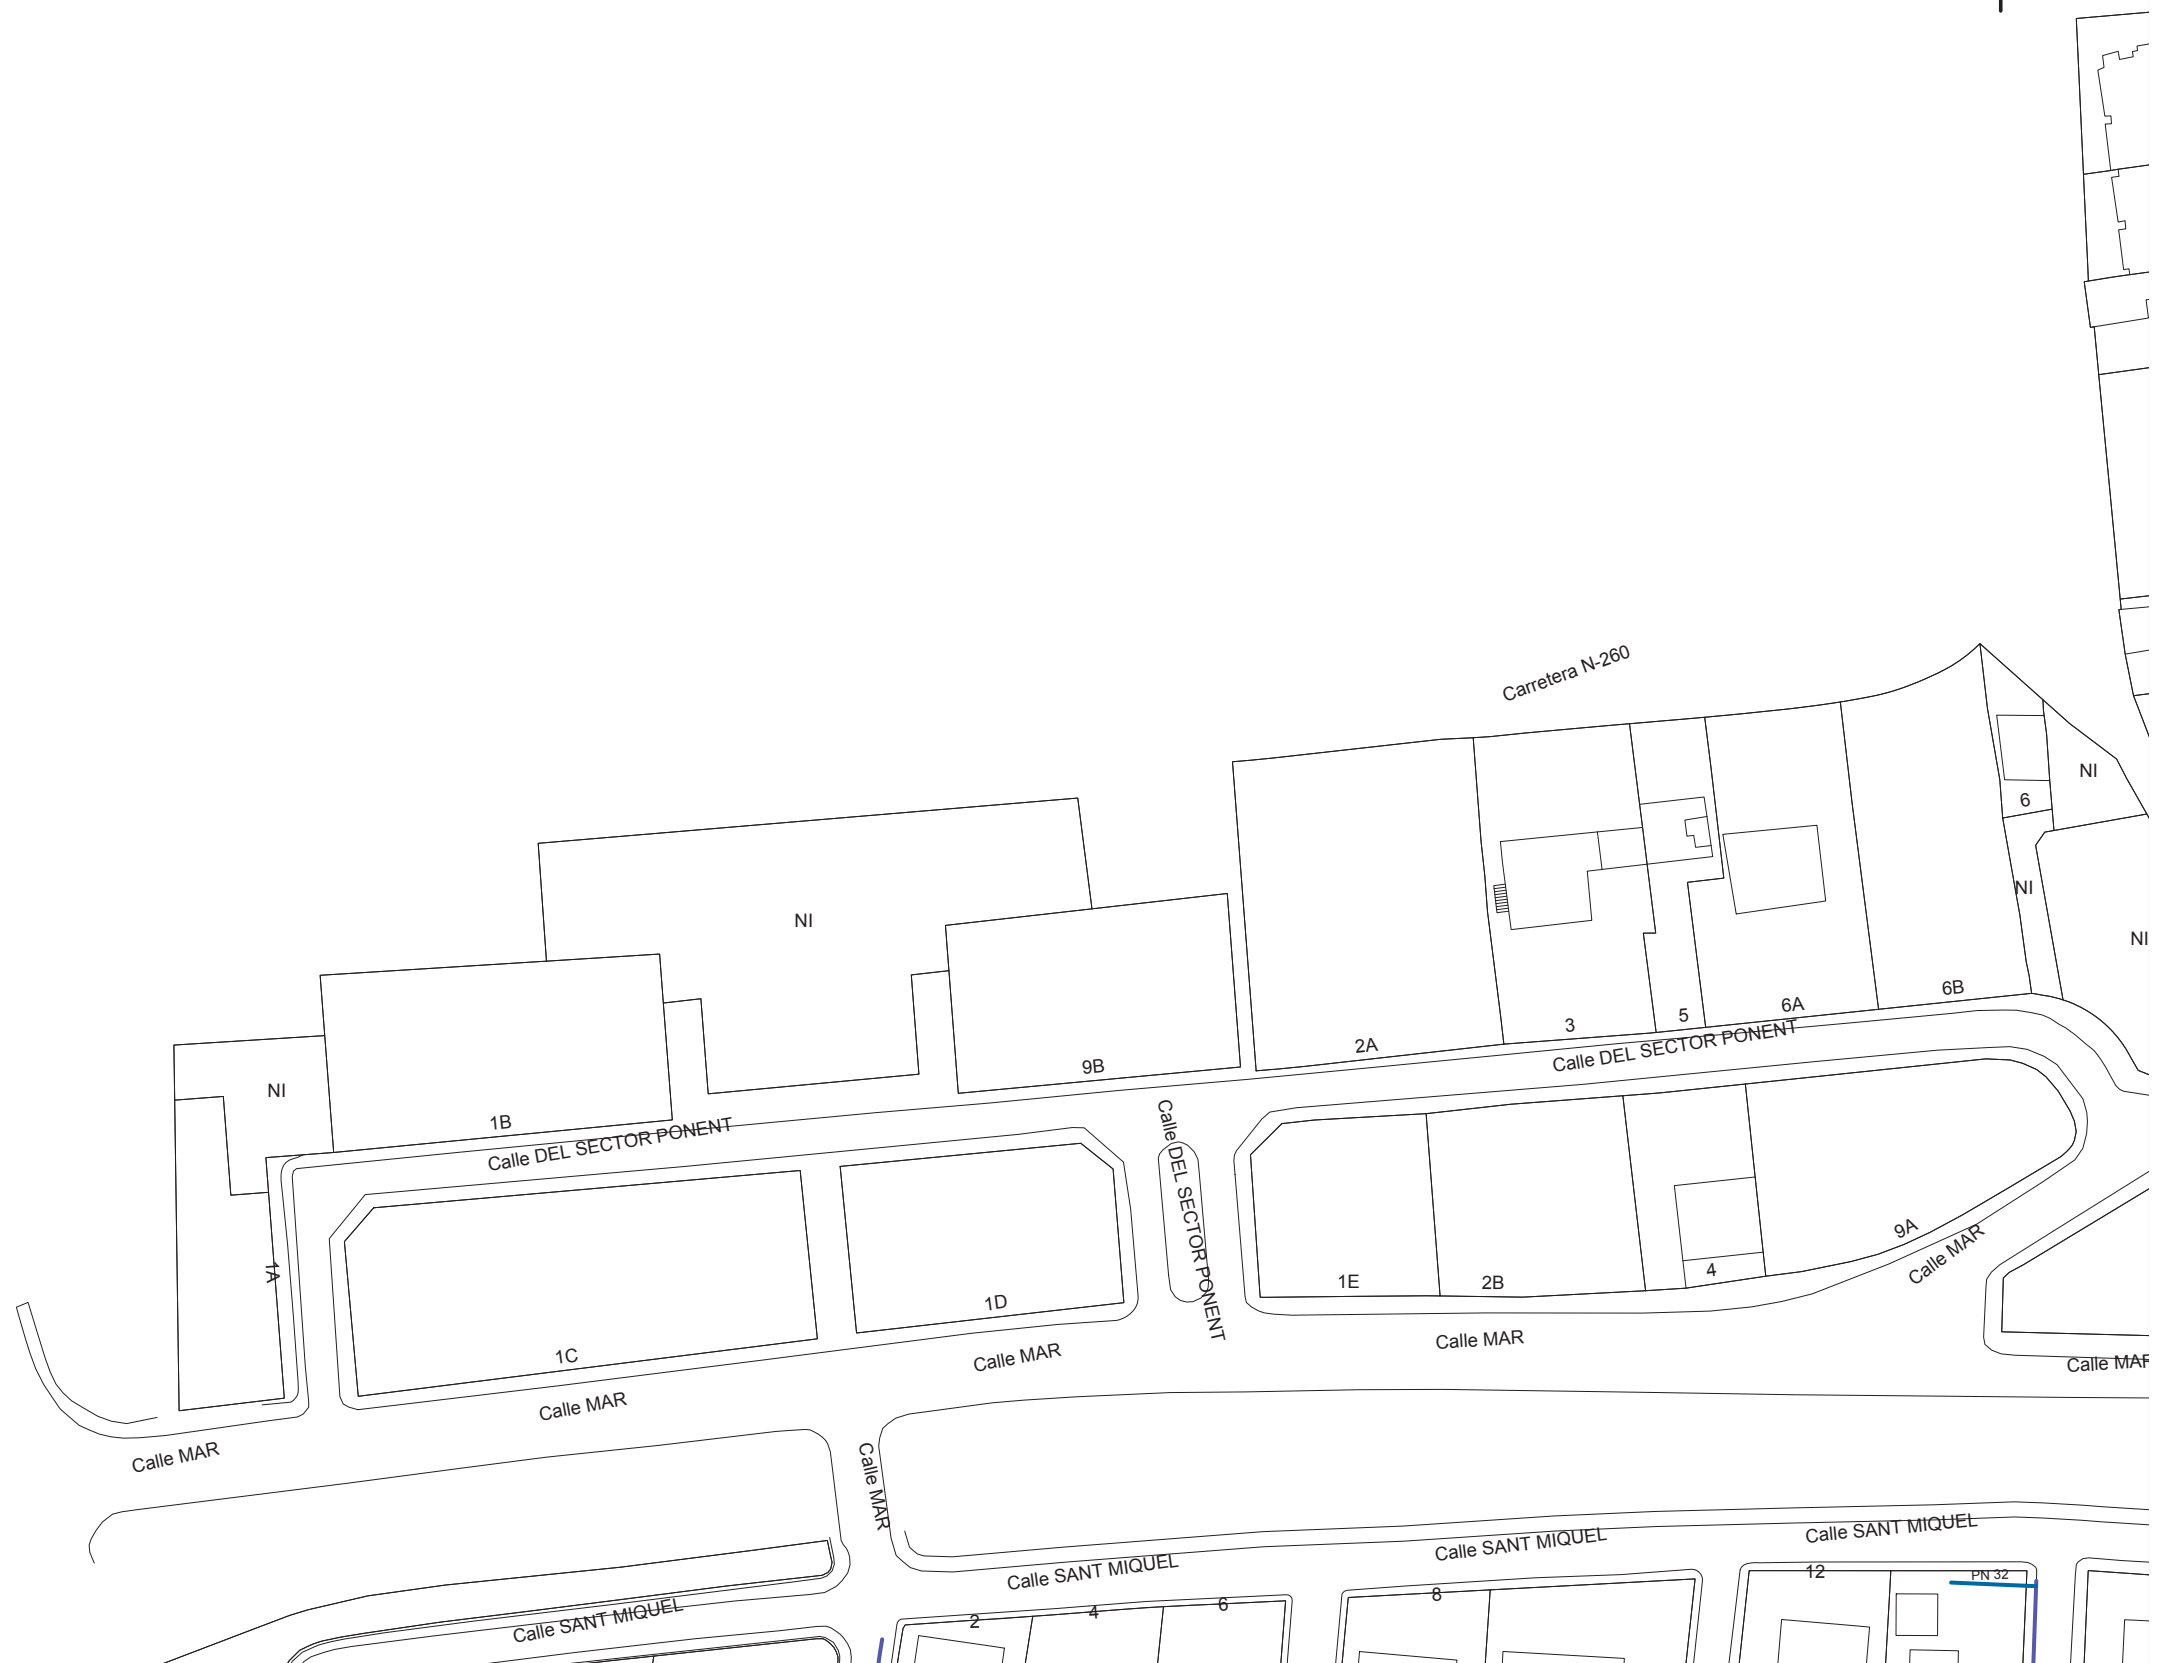 Carretera N-260
NI
6
NI
NI
NI
NI
6B
6A
5
3
2A
Calle DEL SECTOR PONENT
9B
NI
1B
Calle DEL SECTOR PONENT
Calle DEL SECTOR PONENT
1A
9A
Calle MAR
4
2B
1E
1D
1C
Calle MAR
Calle MAR
Calle MAR
Calle MAR
Calle MAR
Calle MAR
Calle SANT MIQUEL
Calle SANT MIQUEL
Calle SANT MIQUEL
Calle SANT MIQUEL
12
PN 32
8
6
4
2